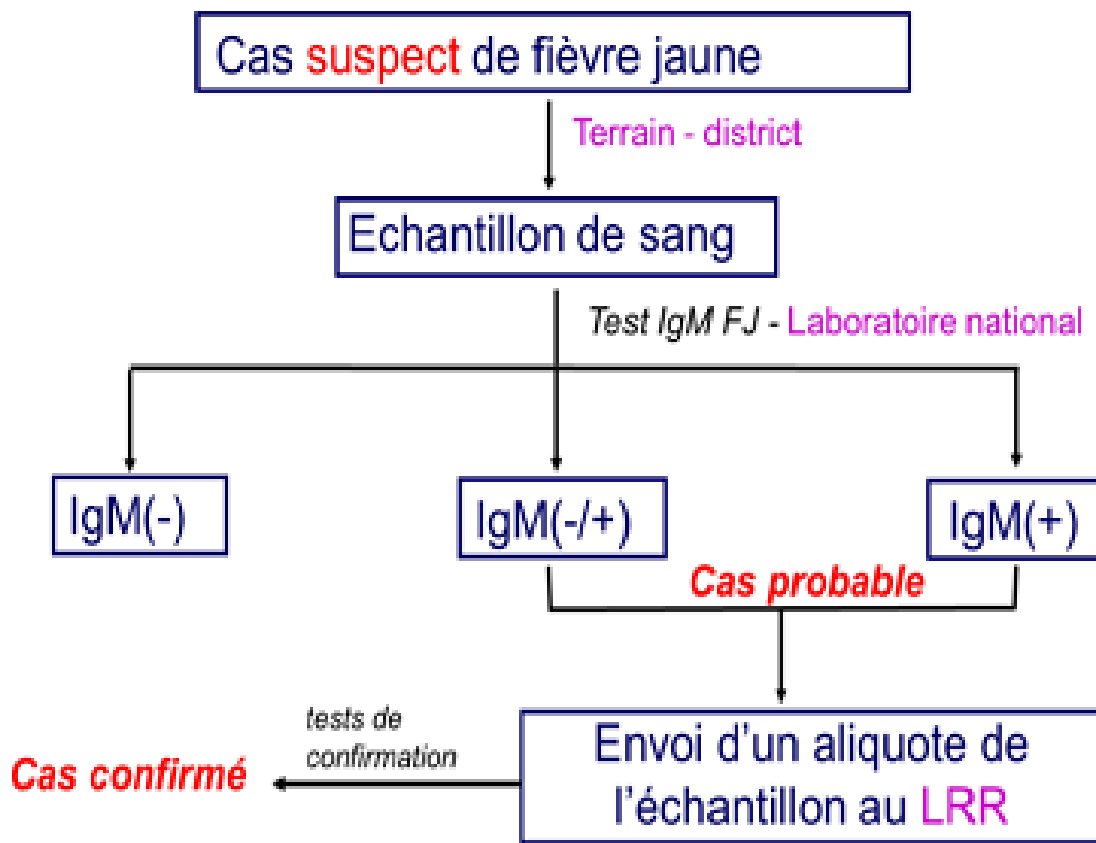 Cas suspect de fièvre jaune
Terrain - district
Echantillon de sang
Test IgM FJ - Laboratoire national
IgM(-)
IgM(-/+)
IgM(+)
Cas probable
Envoi d'un aliquote de
l'échantillon au LRR
tests de
confirmation
Cas confirmé